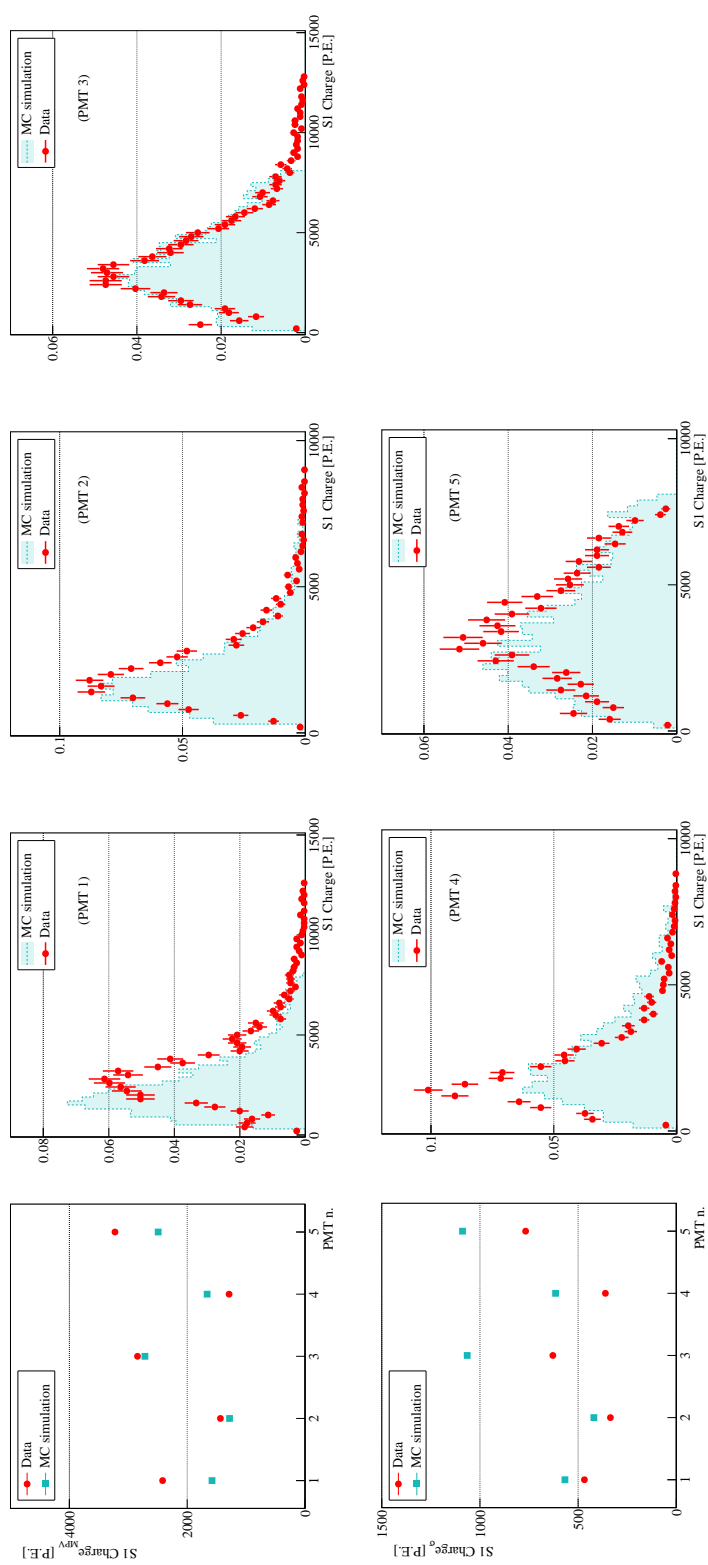 S1 Charge_MPV [P.E.]
4000
2000
0
Data
MC simulation
1 2 3 4 5
PMT n.
0.08
0.06
0.04
0.02
0
MC simulation
Data
(PMT 1)
0 5000 10000 15000
S1 Charge [P.E.]
0.1
0.05
0
MC simulation
Data
(PMT 2)
0 5000 10000
S1 Charge [P.E.]
0.06
0.04
0.02
0
MC simulation
Data
(PMT 3)
0 5000 10000 15000
S1 Charge [P.E.]
S1 Charge_σ [P.E.]
1500
1000
500
0
Data
MC simulation
1 2 3 4 5
PMT n.
0.1
0.05
0
MC simulation
Data
(PMT 4)
0 5000 10000
S1 Charge [P.E.]
0.06
0.04
0.02
0
MC simulation
Data
(PMT 5)
0 5000 10000
S1 Charge [P.E.]